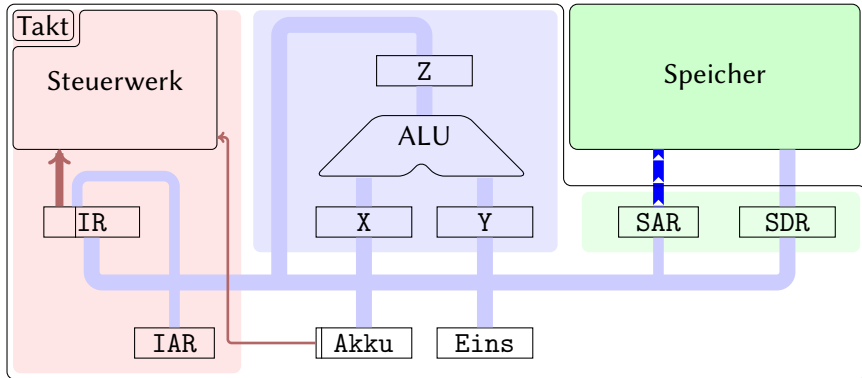 Takt
Steuerwerk
Z
Speicher
ALU
IR
X
Y
SAR
SDR
IAR
Akku
Eins